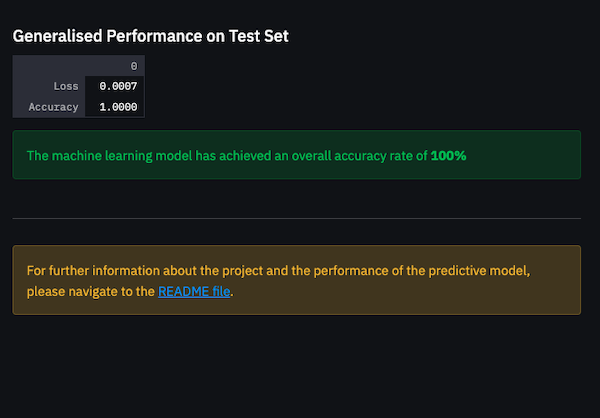 Generalised Performance on Test Set
0
Loss 0.0007
Accuracy 1.0000
The machine learning model has achieved an overall accuracy rate of 100%
For further information about the project and the performance of the predictive model,
please navigate to the README file.